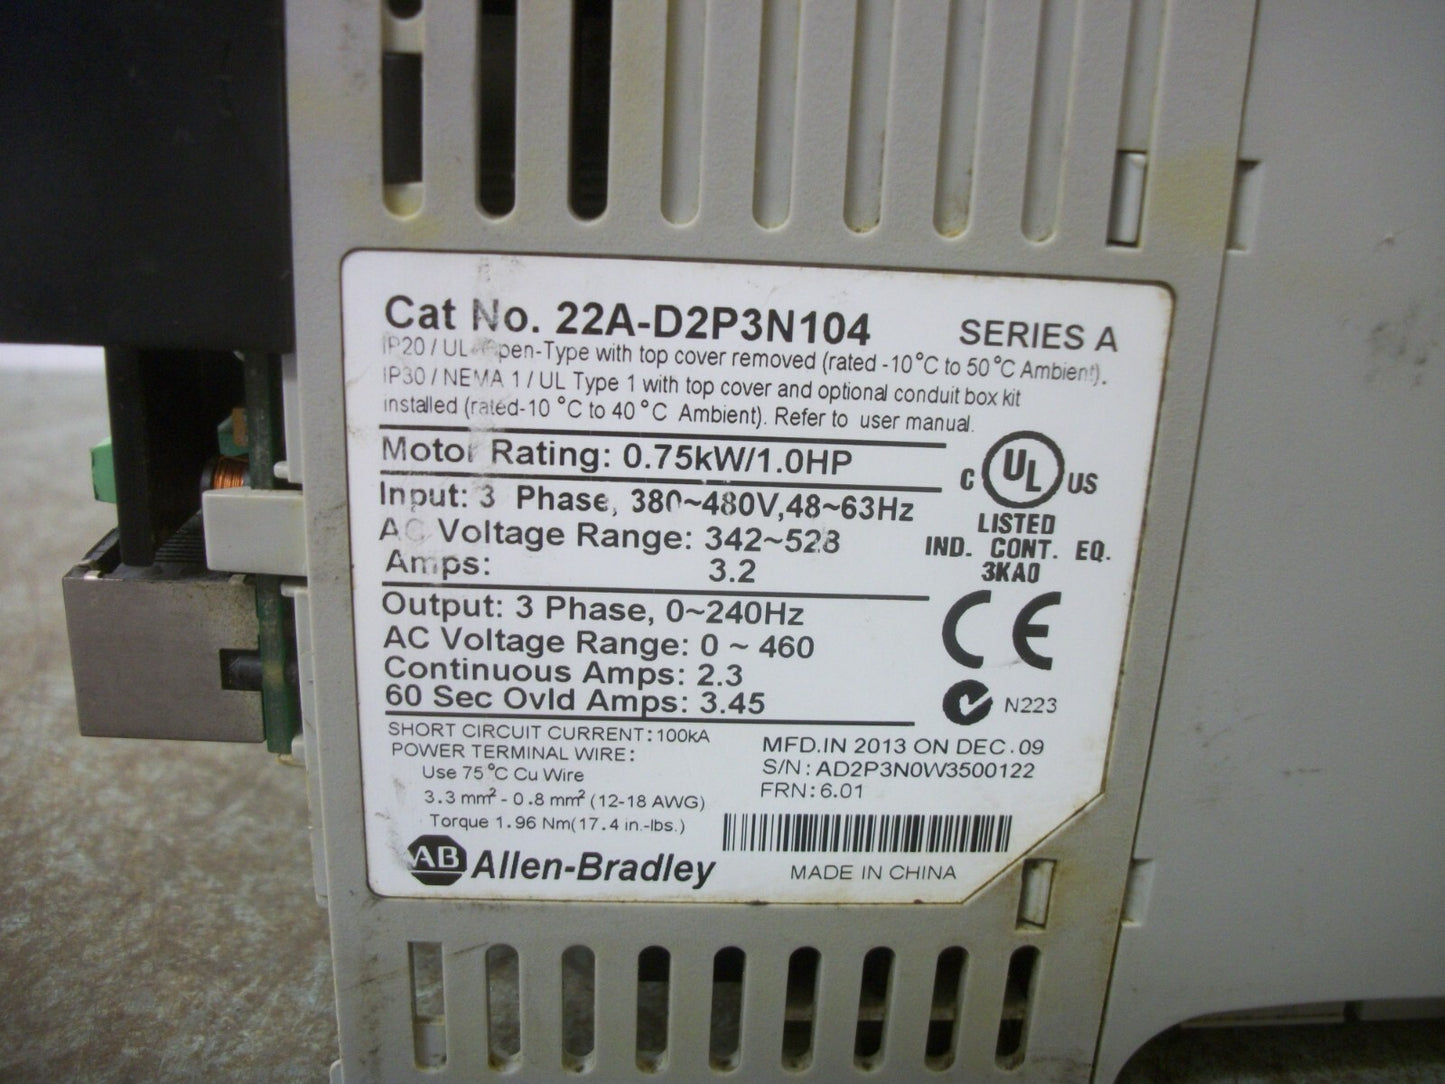 Cat No. 22A-D2P3N104 SERIES A
IP20 / UL Open-Type with top cover removed (rated -10°C to 50°C Ambient).
IP30 / NEMA 1 / UL Type 1 with top cover and optional conduit box kit
installed (rated-10 °C to 40°C Ambient). Refer to user manual.
Motor Rating: 0.75kW/1.0HP
Input: 3 Phase, 380~480V,48~63Hz
AC Voltage Range: 342~528
Amps: 3.2
C UL US
LISTED
IND. CONT. EQ.
3KA0
Output: 3 Phase, 0~240Hz
AC Voltage Range: 0 ~ 460
Continuous Amps: 2.3
60 Sec Ovld Amps: 3.45
CE
N223
SHORT CIRCUIT CURRENT: 100kA
POWER TERMINAL WIRE:
Use 75°C Cu Wire
3.3 mm² - 0.8 mm² (12-18 AWG)
Torque 1.96 Nm(17.4 in.-lbs.)
MFD.IN 2013 ON DEC.09
S/N: AD2P3N0W3500122
FRN: 6.01
AB Allen-Bradley
MADE IN CHINA